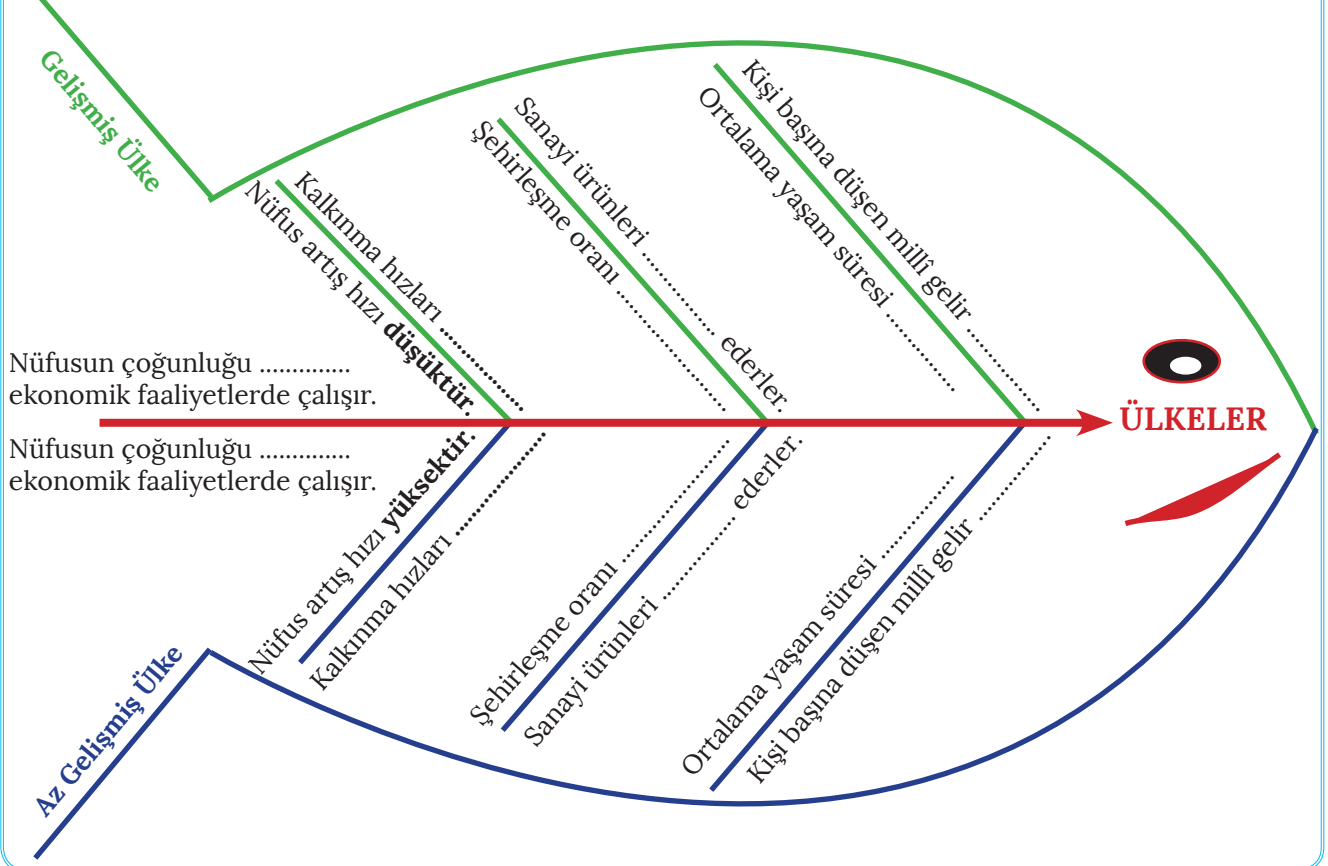 Gelişmiş Ülke
Kalkınma hızları ..............
Nüfus artış hızı düşüktür.
Sanayi ürünleri .............. ederler.
Şehirleşme oranı ......................
Kişi başına düşen millî gelir ..............
Ortalama yaşam süresi ..............
Nüfusun çoğunluğu ..............
ekonomik faaliyetlerde çalışır.
ÜLKELER
Nüfusun çoğunluğu ..............
ekonomik faaliyetlerde çalışır.
Nüfus artış hızı yüksektir.
Kalkınma hızları ..............
Şehirleşme oranı ......................
Sanayi ürünleri .............. ederler.
Ortalama yaşam süresi ..............
Kişi başına düşen millî gelir ..............
Az Gelişmiş Ülke